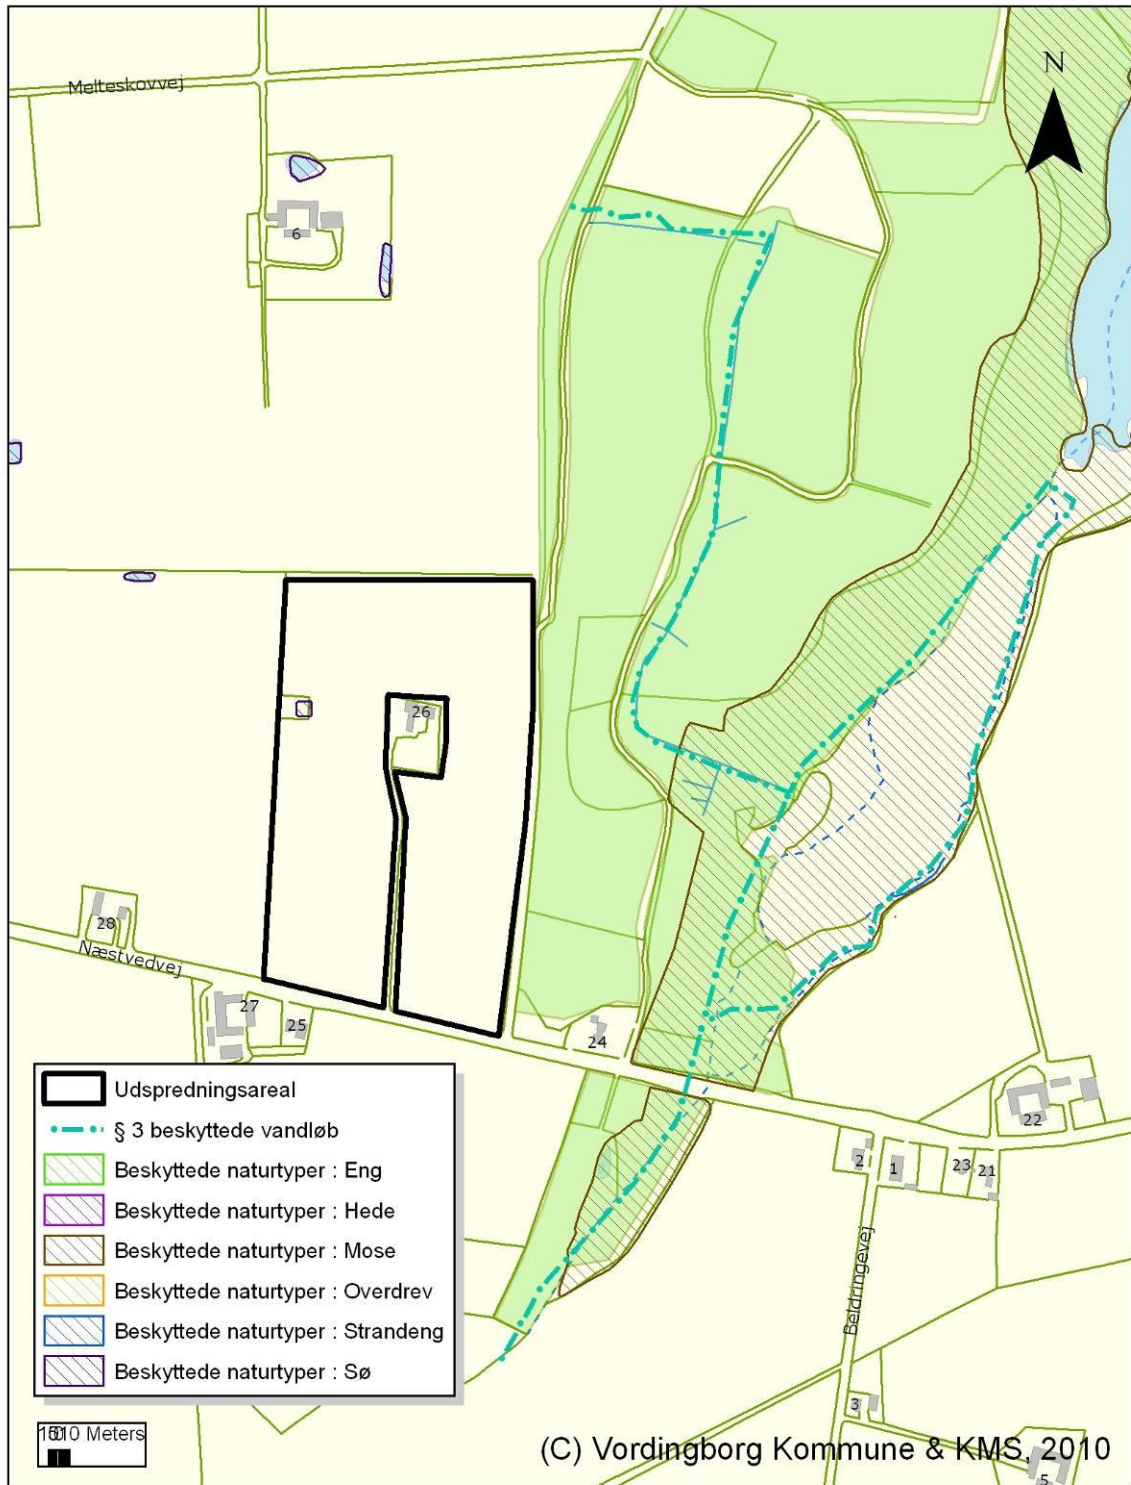 Melteskovvej
N
6
26
28
Næstvedvej
27
25
24
22
2
1
23
21
Beldringevej
3
5
Udspredningsareal
§ 3 beskyttede vandløb
Beskyttede naturtyper : Eng
Beskyttede naturtyper : Hede
Beskyttede naturtyper : Mose
Beskyttede naturtyper : Overdrev
Beskyttede naturtyper : Strandeng
Beskyttede naturtyper : Sø
Meters
(C) Vordingborg Kommune & KMS, 2010